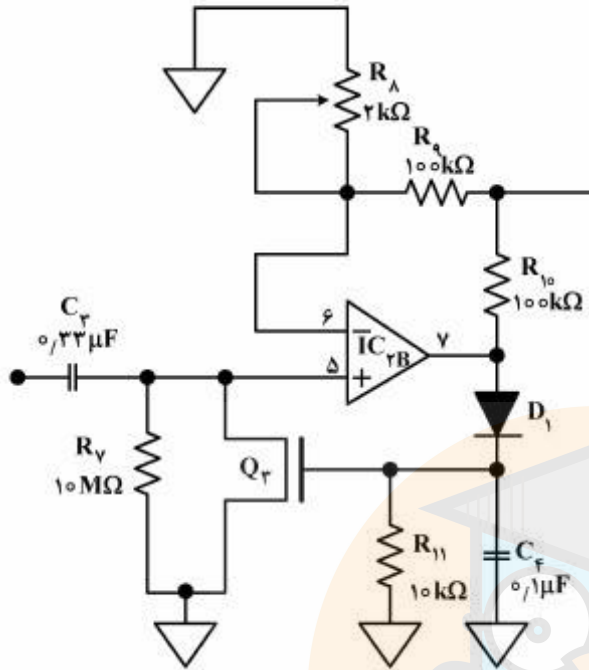 R۸
۲kΩ
R۹
۱۰۰kΩ
R۱۰
۱۰۰kΩ
C۳
۰/۳۳μF
۶
−
IC۲B
۷
۵
+
D۱
R۷
۱۰MΩ
Q۳
R۱۱
۱۰kΩ
C۴
۰/۱μF